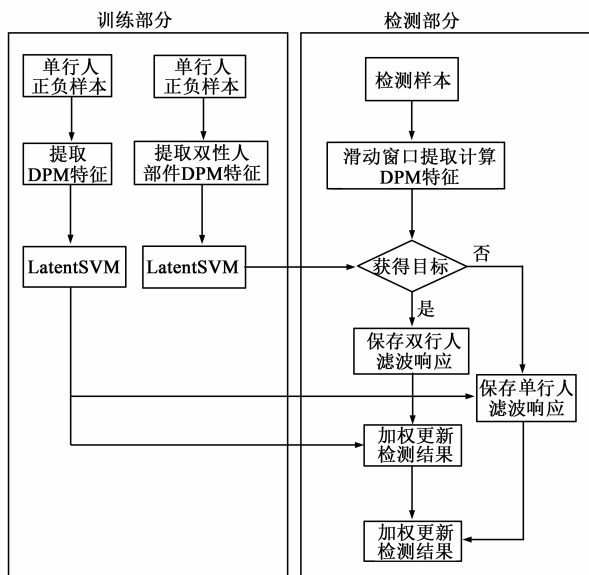 训练部分
检测部分
单行人
正负样本
单行人
正负样本
检测样本
提取
DPM特征
提取双性人
部件DPM特征
滑动窗口提取计算
DPM特征
LatentSVM
LatentSVM
获得目标
否
是
保存双行人
滤波响应
保存单行人
滤波响应
加权更新
检测结果
加权更新
检测结果